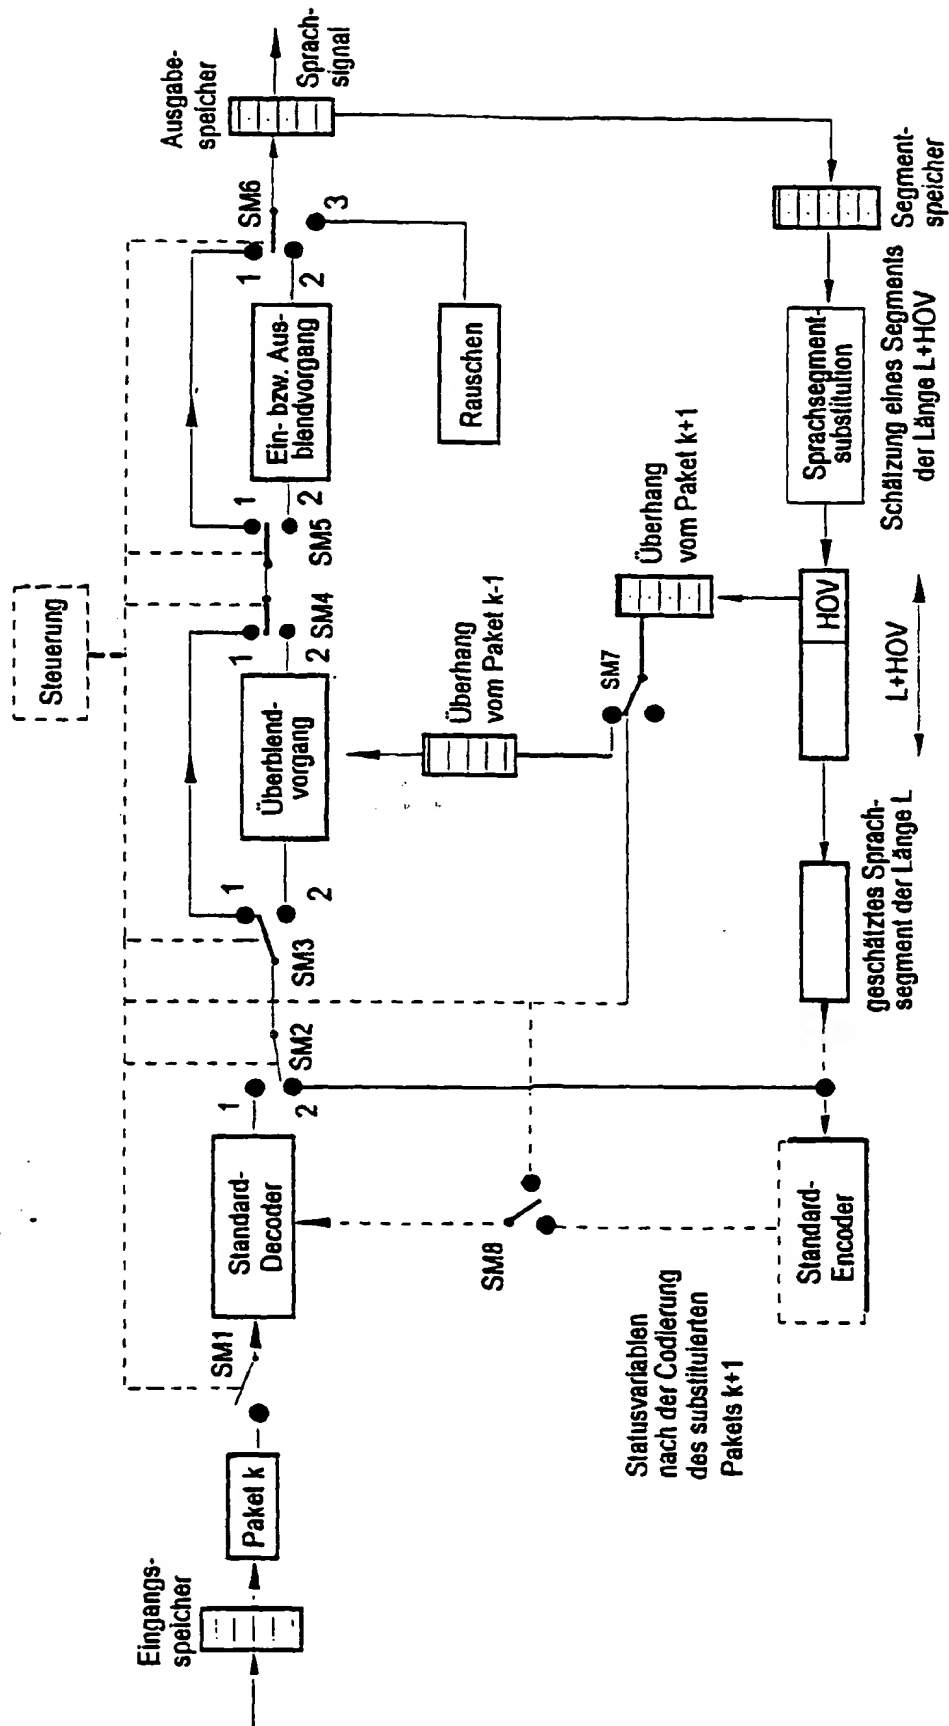 Steuerung
Eingangs-
speicher
Paket k
SM1
Standard-
Decoder
1
2
SM2
SM3
1
2
Überblend-
vorgang
1
2
SM4
SM5
1
2
Ein- bzw. Aus-
blendvorgang
1
2
3
SM6
Ausgabe-
speicher
Sprach-
signal
Rauschen
Überhang
vom Paket k-1
SM7
Überhang
vom Paket k+1
SM8
Statusvariablen
nach der Codierung
des substituierten
Pakets k+1
Standard-
Encoder
geschätztes Sprach-
segment der Länge L
L+HOV
HOV
Sprachsegment-
substitution
Schätzung eines Segments
der Länge L+HOV
Segment-
speicher